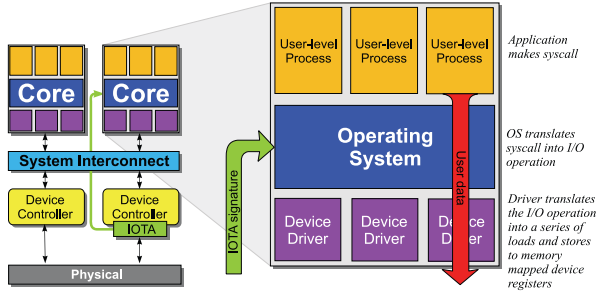 Core
Core
System Interconnect
Device
Controller
Device
Controller
IOTA
Physical
User-level
Process
User-level
Process
User-level
Process
Operating
System
IOTA signature
User data
Device
Driver
Device
Driver
Device
Driver
Application
makes syscall
OS translates
syscall into I/O
operation
Driver translates
the I/O operation
into a series of
loads and stores
to memory
mapped device
registers